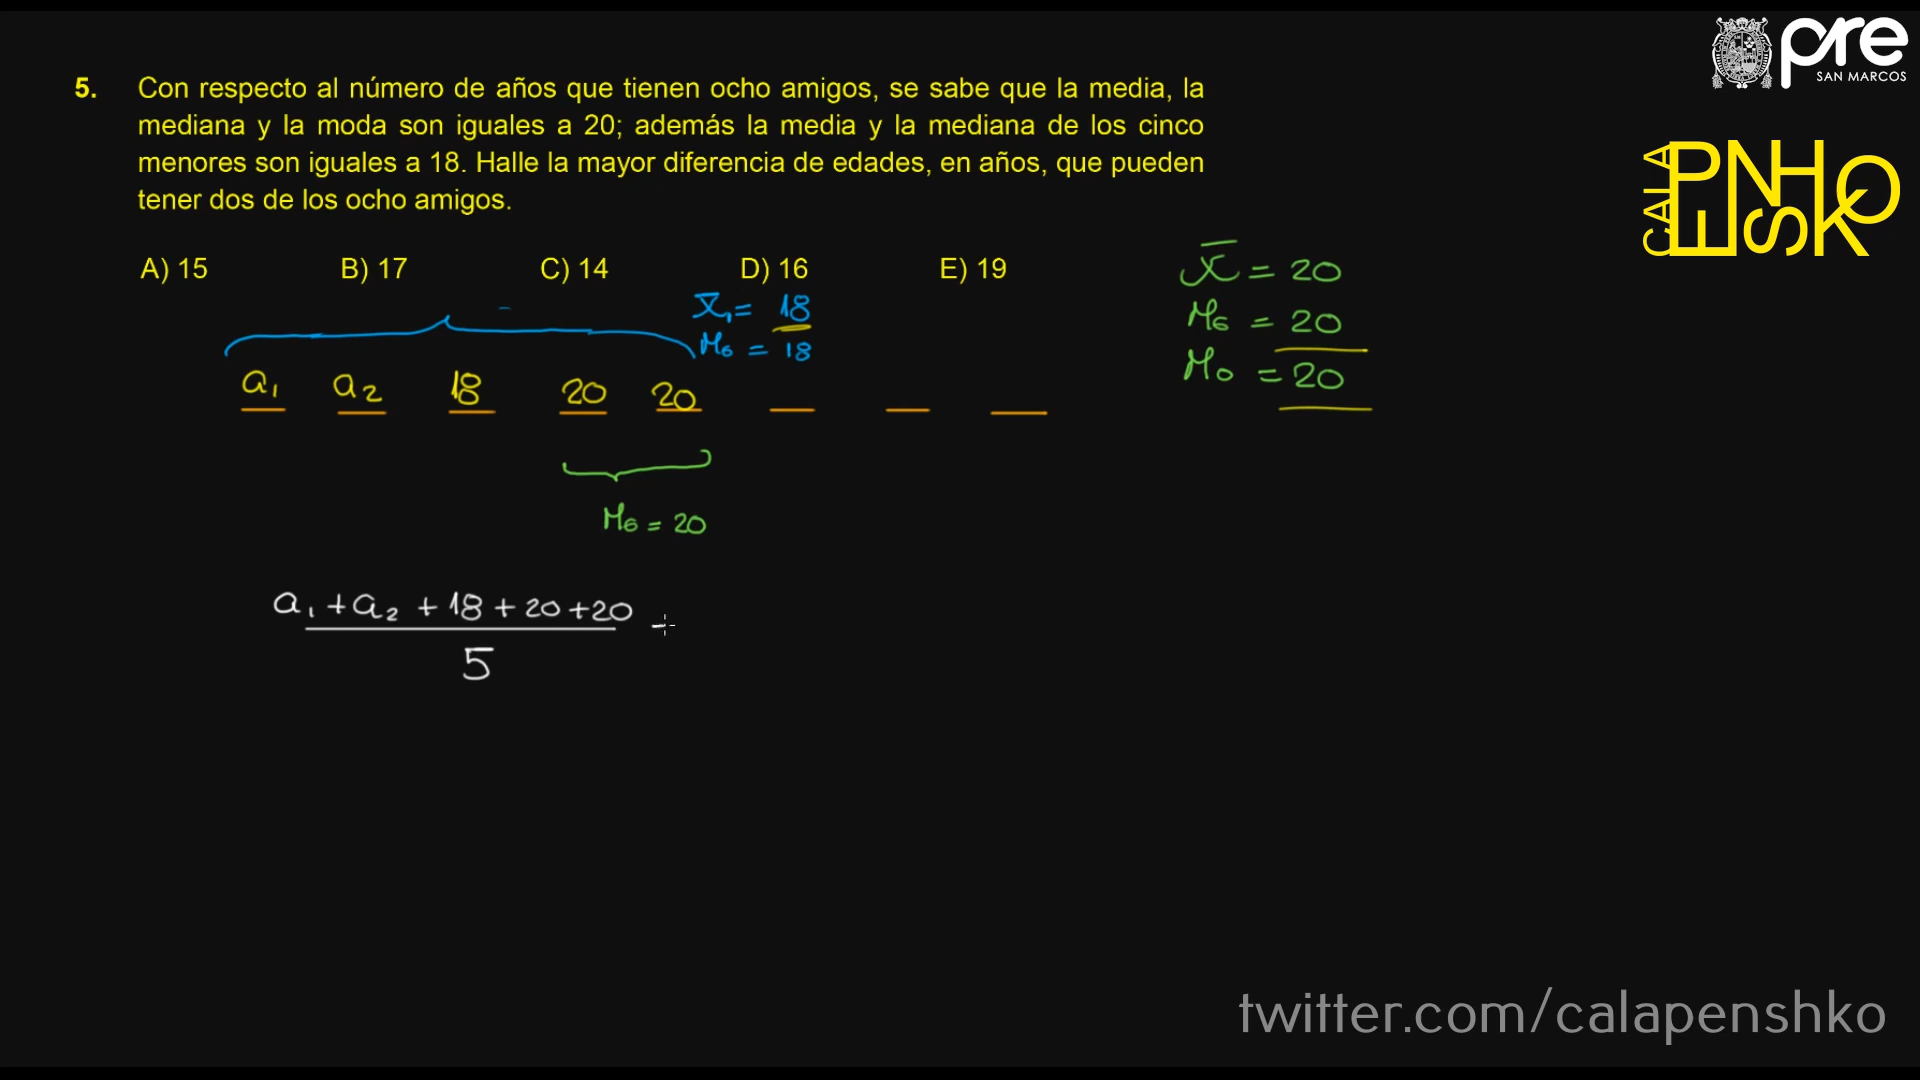 pre
SAN MARCOS
CALA
PENSHKO
5. Con respecto al número de años que tienen ocho amigos, se sabe que la media, la
mediana y la moda son iguales a 20; además la media y la mediana de los cinco
menores son iguales a 18. Halle la mayor diferencia de edades, en años, que pueden
tener dos de los ocho amigos.
A) 15 B) 17 C) 14 D) 16 E) 19
x̄ = 20
Me = 20
Mo = 20
x̄₁ = 18
Me = 18
a₁ a₂ 18 20 20
Me = 20
a₁ + a₂ + 18 + 20 + 20
5
twitter.com/calapenshko